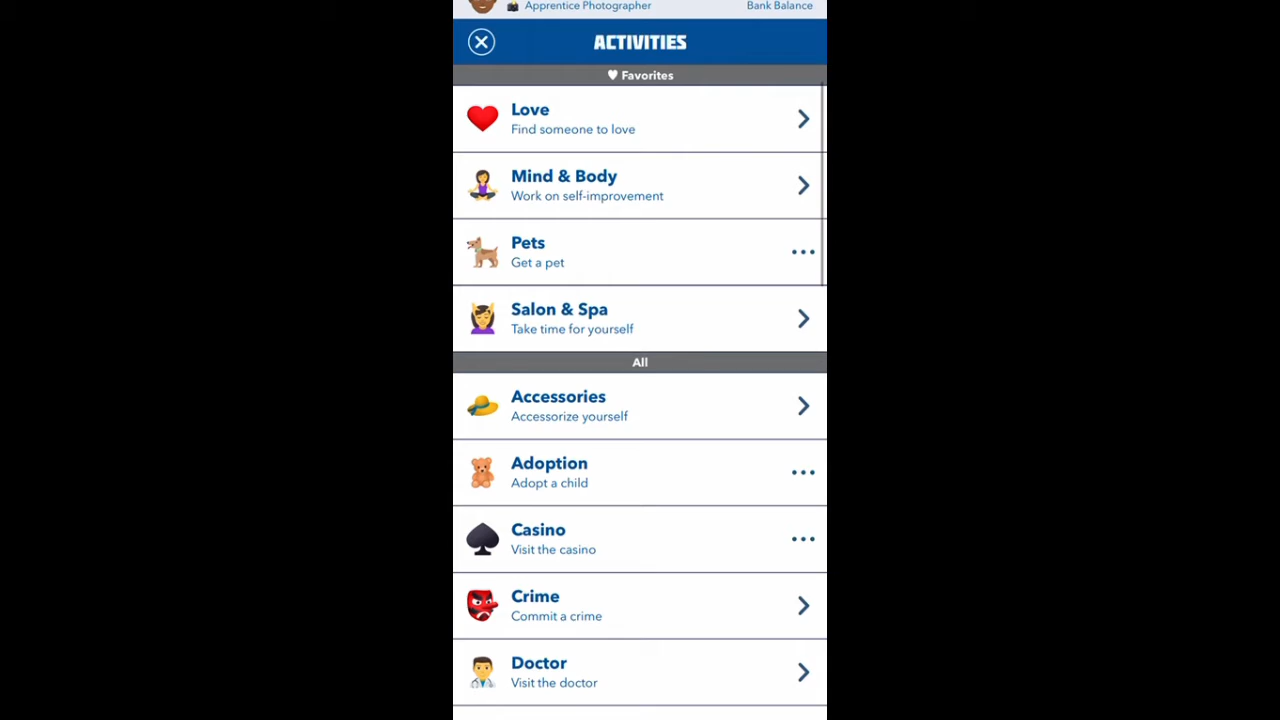 Apprentice Photographer
Bank Balance
ACTIVITIES
Favorites
Love
Find someone to love
Mind & Body
Work on self-improvement
Pets
Get a pet
Salon & Spa
Take time for yourself
All
Accessories
Accessorize yourself
Adoption
Adopt a child
Casino
Visit the casino
Crime
Commit a crime
Doctor
Visit the doctor